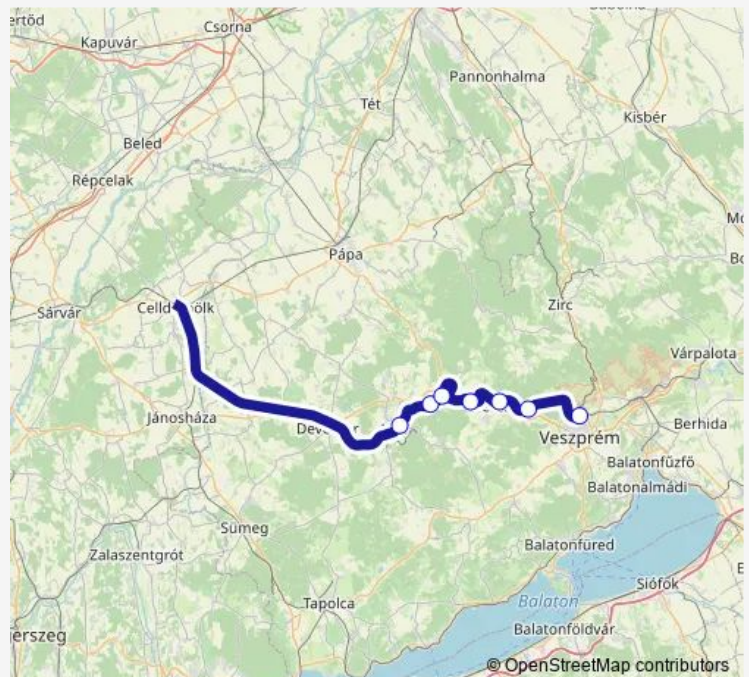 Csorna
Kapuvár
Pannonhalma
Tét
Kisbér
Beled
Répcelak
Pápa
Zirc
Sárvár
Várpalota
Jánosháza
Berhida
Veszprém
Balatonfűzfő
Balatonalmádi
Sümeg
Zalaszentgrót
Balatonfüred
Siófok
Tapolca
Balaton
Balatonföldvár
© OpenStreetMap contributors